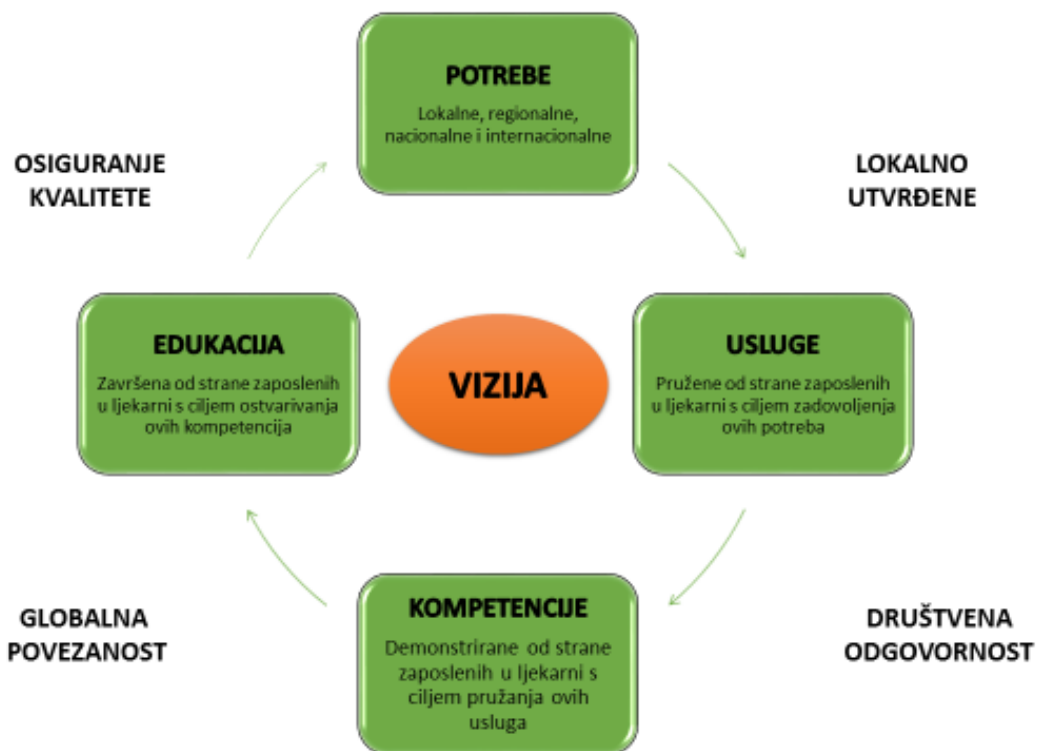 POTREBE
Lokalne, regionalne,
nacionalne i internacionalne
OSIGURANJE
KVALITETE
LOKALNO
UTVRĐENE
EDUKACIJA
Završena od strane zaposlenih
u ljekarni s ciljem ostvarivanja
ovih kompetencija
VIZIJA
USLUGE
Pružene od strane zaposlenih
u ljekarni s ciljem zadovoljenja
ovih potreba
GLOBALNA
POVEZANOST
KOMPETENCIJE
Demonstrirane od strane
zaposlenih u ljekarni s
ciljem pružanja ovih
usluga
DRUŠTVENA
ODGOVORNOST